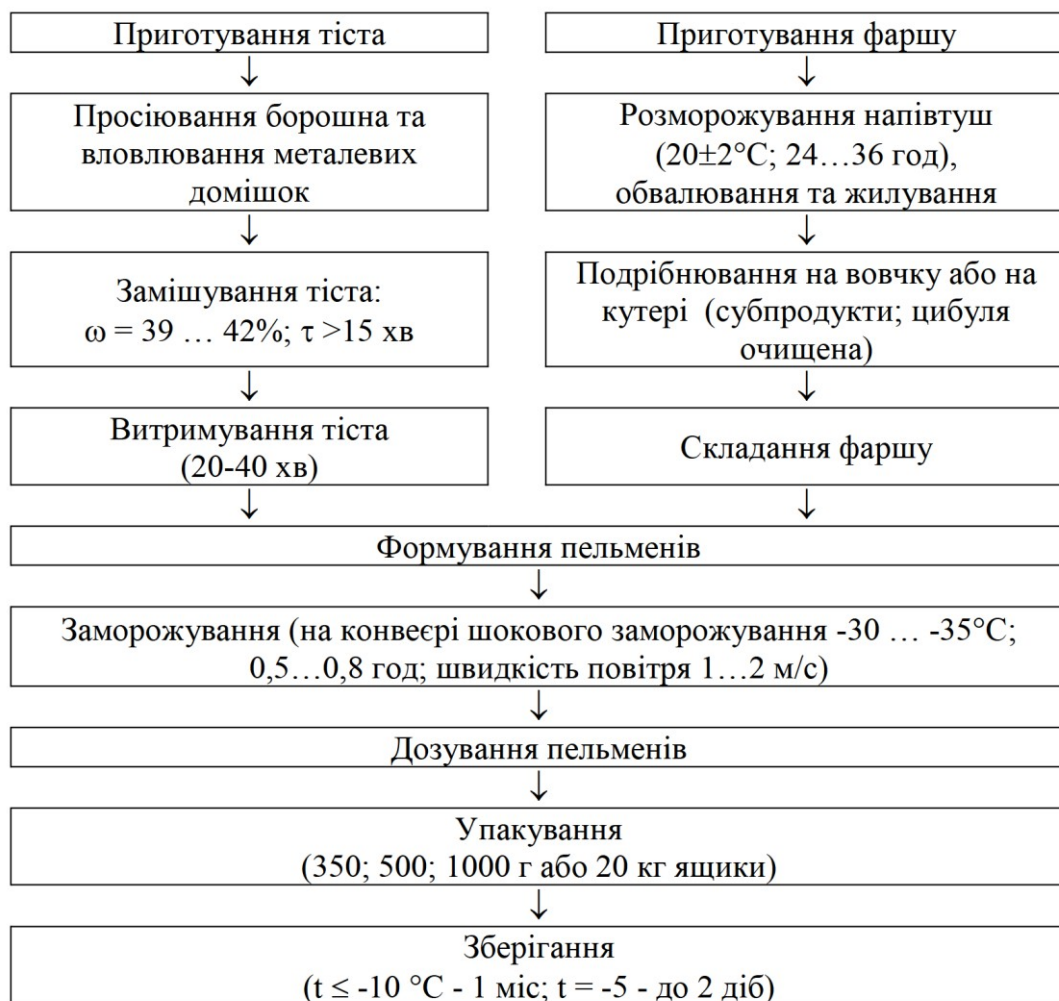 Приготування тіста
Просіювання борошна та
вловлювання металевих
домішок
Замішування тіста:
ω = 39 … 42%; τ >15 хв
Витримування тіста
(20-40 хв)
Приготування фаршу
Розморожування напівтуш
(20±2°С; 24…36 год),
обвалювання та жилування
Подрібнювання на вовчку або на
кутері (субпродукти; цибуля
очищена)
Складання фаршу
Формування пельменів
Заморожування (на конвеєрі шокового заморожування -30 … -35°С;
0,5…0,8 год; швидкість повітря 1…2 м/с)
Дозування пельменів
Упакування
(350; 500; 1000 г або 20 кг ящики)
Зберігання
(t ≤ -10 °С - 1 міс; t = -5 - до 2 діб)